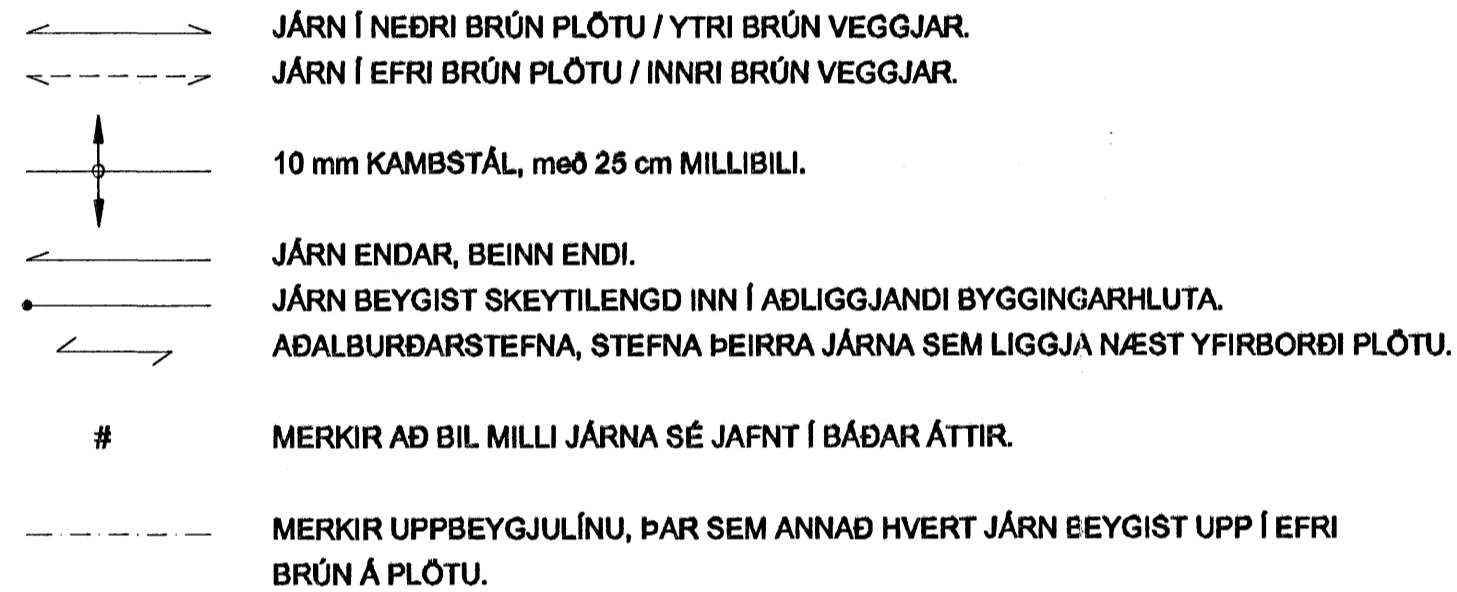 JÁRN Í NEÐRI BRÚN PLÖTU / YTRI BRÚN VEGGJAR.
JÁRN Í EFRI BRÚN PLÖTU / INNRI BRÚN VEGGJAR.
10 mm KAMBSTÁL, með 25 cm MILLIBILI.
JÁRN ENDAR, BEINN ENDI.
JÁRN BEYGIST SKEYTILENGD INN Í AÐLIGGJANDI BYGGINGARHLUTA.
AÐALBURÐARSTEFNA, STEFNA ÞEIRRA JÁRNA SEM LIGGJA NÆST YFIRBORÐI PLÖTU.
# MERKIR AÐ BIL MILLI JÁRNA SÉ JAFNT Í BÁÐAR ÁTTIR.
MERKIR UPPBEYGJULÍNU, ÞAR SEM ANNAÐ HVERT JÁRN BEYGIST UPP Í EFRI
BRÚN Á PLÖTU.